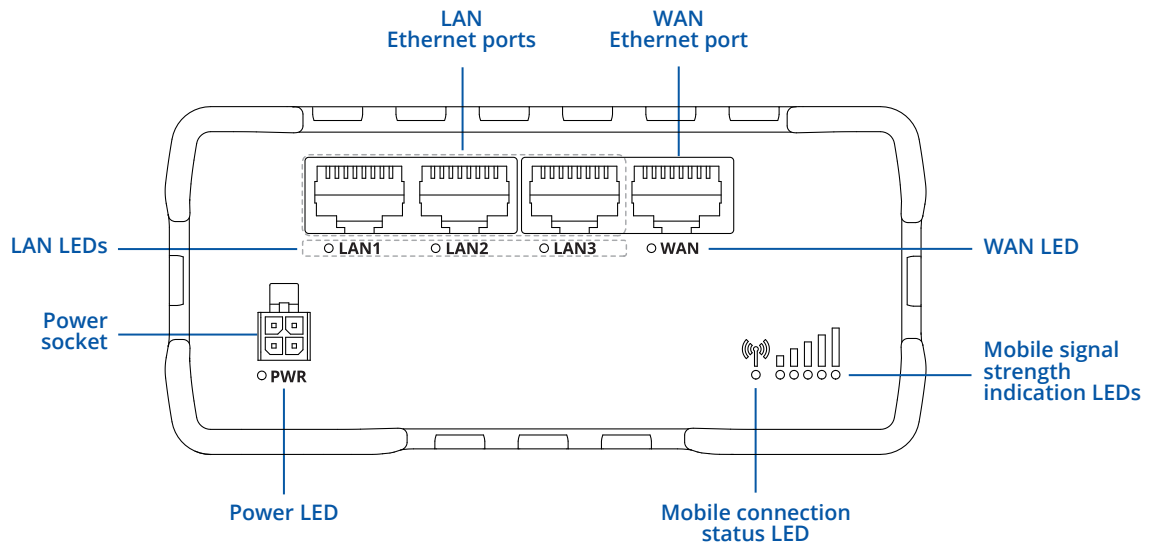 LAN
Ethernet ports
WAN
Ethernet port
LAN LEDs
LAN1
LAN2
LAN3
WAN
WAN LED
Power
socket
PWR
Mobile signal
strength
indication LEDs
Power LED
Mobile connection
status LED